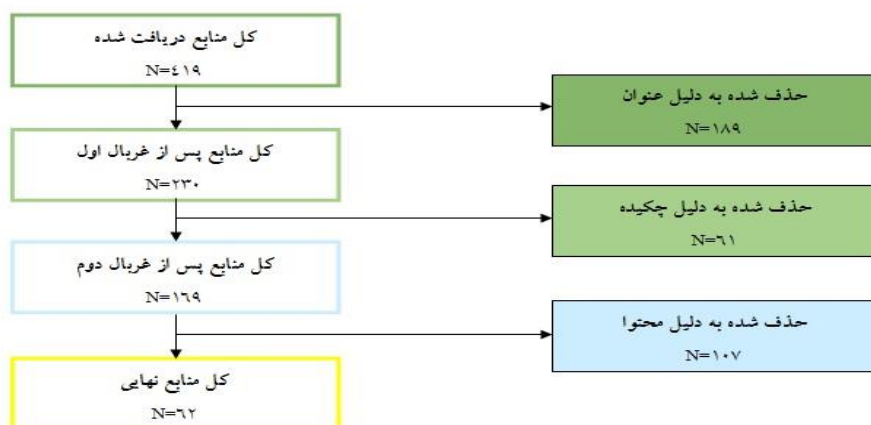 کل منابع دریافت شده
N=٤١٩
حذف شده به دلیل عنوان
N=١٨٩
کل منابع پس از غربال اول
N=٢٣٠
حذف شده به دلیل چکیده
N=٦١
کل منابع پس از غربال دوم
N=١٦٩
حذف شده به دلیل محتوا
N=١٠٧
کل منابع نهایی
N=٦٢